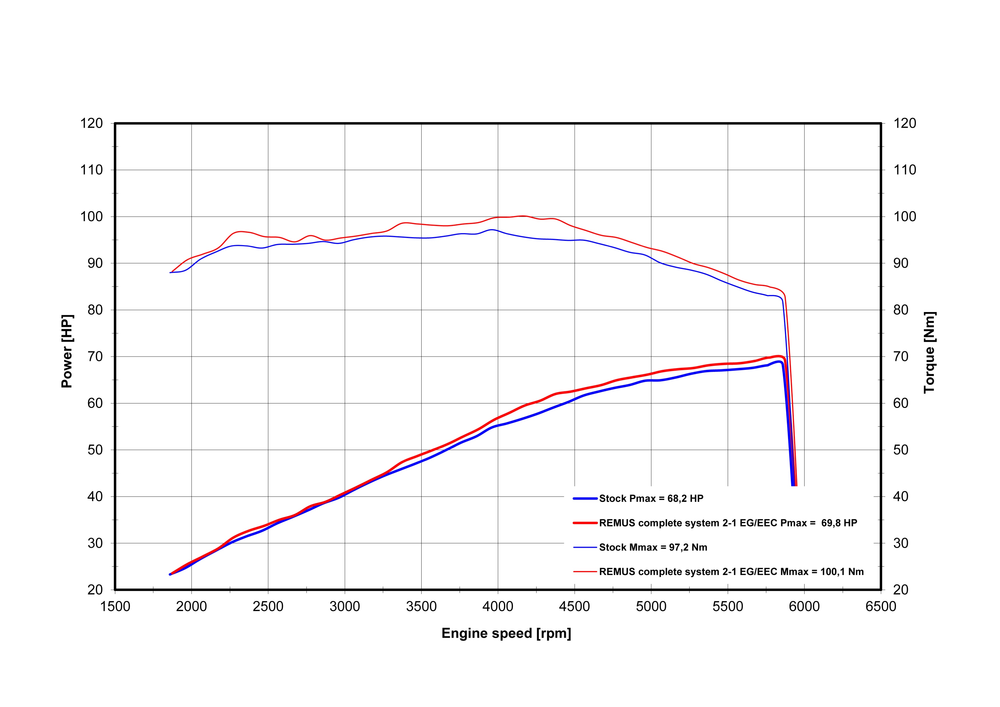 120 120
110 110
100 100
90 90
80 80
Power [HP]
Torque [Nm]
70 70
60 60
50 50
40 40
Stock Pmax = 68,2 HP
REMUS complete system 2-1 EG/EEC Pmax =  69,8 HP
30 30
Stock Mmax = 97,2 Nm
REMUS complete system 2-1 EG/EEC Mmax = 100,1 Nm
20 20
1500 2000 2500 3000 3500 4000 4500 5000 5500 6000 6500
Engine speed [rpm]